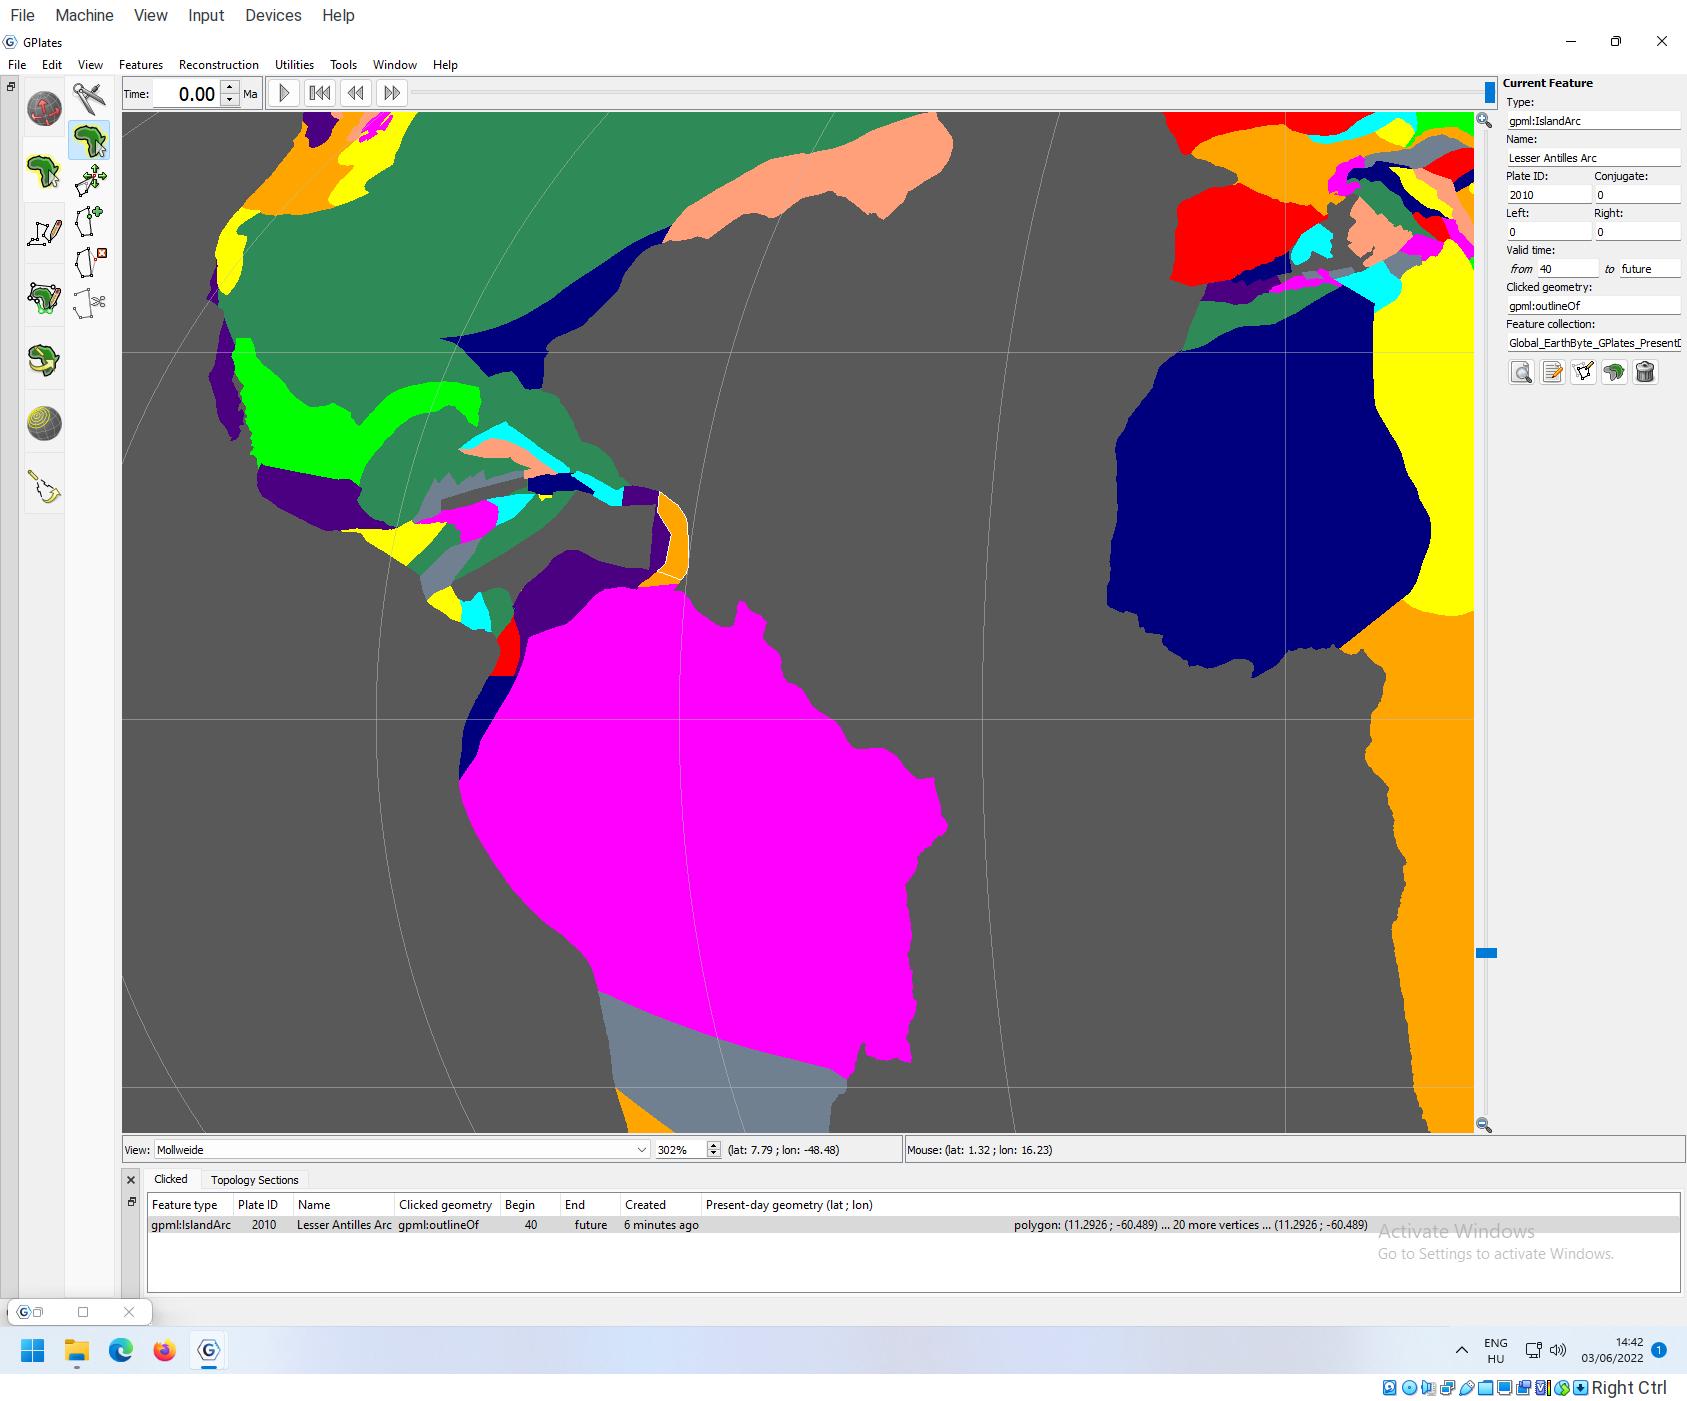 File Machine View Input Devices Help
GPlates
File Edit View Features Reconstruction Utilities Tools Window Help
Time: 0.00 Ma
Current Feature
Type:
gpml:IslandArc
Name:
Lesser Antilles Arc
Plate ID: Conjugate:
2010 0
Left: Right:
0 0
Valid time:
from 40 to future
Clicked geometry:
gpml:outlineOf
Feature collection:
Global_EarthByte_GPlates_PresentD
View: Mollweide 302% (lat: 7.79 ; lon: -48.48) Mouse: (lat: 1.32 ; lon: 16.23)
Clicked Topology Sections
Feature type Plate ID Name Clicked geometry Begin End Created Present-day geometry (lat ; lon)
gpml:IslandArc 2010 Lesser Antilles Arc gpml:outlineOf 40 future 6 minutes ago polygon: (11.2926 ; -60.489) ... 20 more vertices ... (11.2926 ; -60.489)
Activate Windows
Go to Settings to activate Windows.
ENG
HU
14:42
03/06/2022
1
Right Ctrl